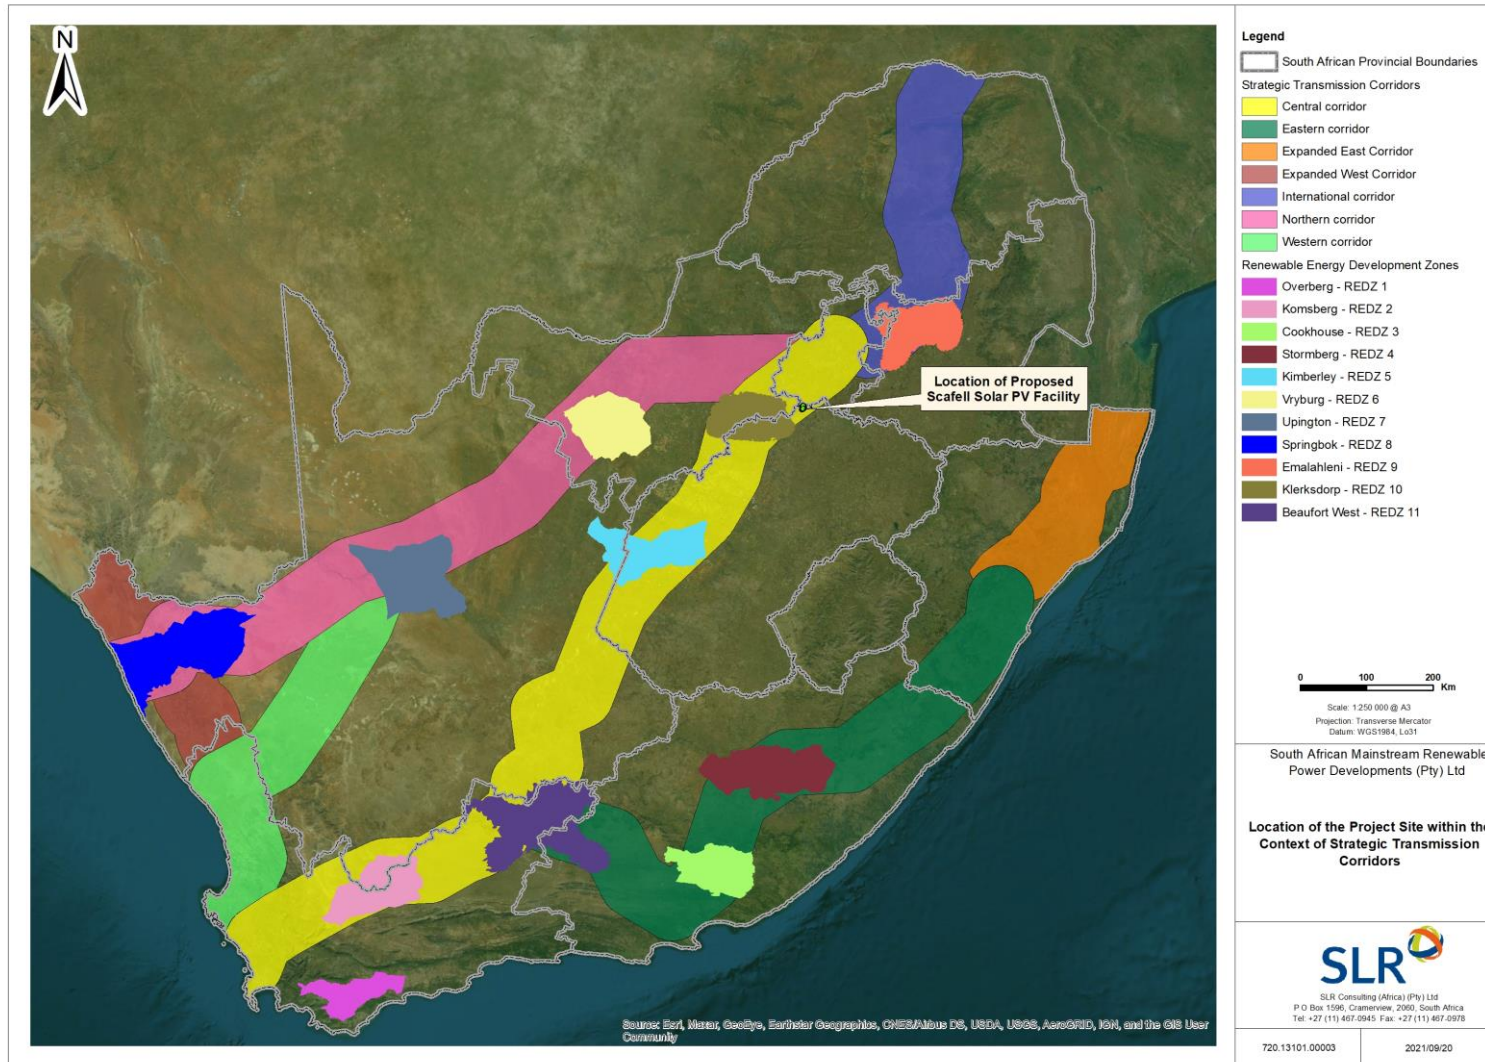 N
Location of Proposed
Scafell Solar PV Facility
Source: Esri, Maxar, GeoEye, Earthstar Geographics, CNES/Airbus DS, USDA, USGS, AeroGRID, IGN, and the GIS User
Community
Legend
South African Provincial Boundaries
Strategic Transmission Corridors
Central corridor
Eastern corridor
Expanded East Corridor
Expanded West Corridor
International corridor
Northern corridor
Western corridor
Renewable Energy Development Zones
Overberg - REDZ 1
Komsberg - REDZ 2
Cookhouse - REDZ 3
Stormberg - REDZ 4
Kimberley - REDZ 5
Vryburg - REDZ 6
Upington - REDZ 7
Springbok - REDZ 8
Emalahleni - REDZ 9
Klerksdorp - REDZ 10
Beaufort West - REDZ 11
0 100 200
Km
Scale: 1:250 000 @ A3
Projection: Transverse Mercator
Datum: WGS1984, Lo31
South African Mainstream Renewable
Power Developments (Pty) Ltd
Location of the Project Site within the
Context of Strategic Transmission
Corridors
SLR
SLR Consulting (Africa) (Pty) Ltd
P O Box 1596, Cramerview, 2060, South Africa
Tel: +27 (11) 467-0945 Fax: +27 (11) 467-0978
720.13101.00003
2021/09/20